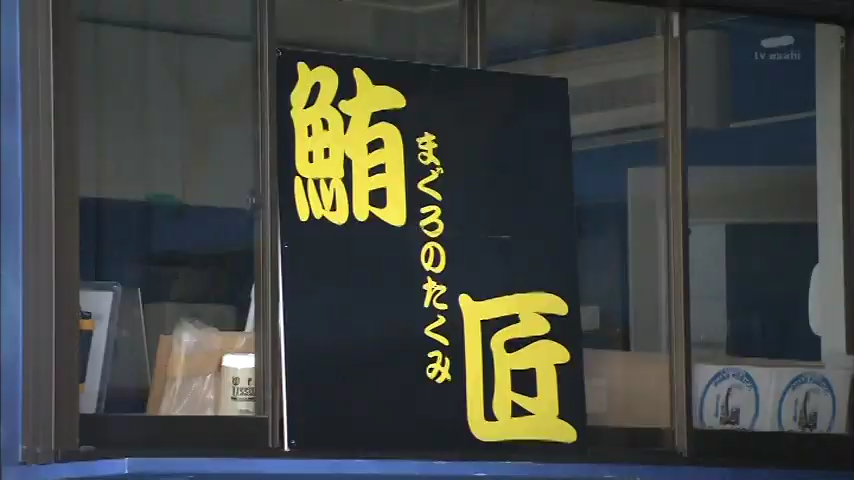 鮪
まぐろのたくみ
匠
tv asahi